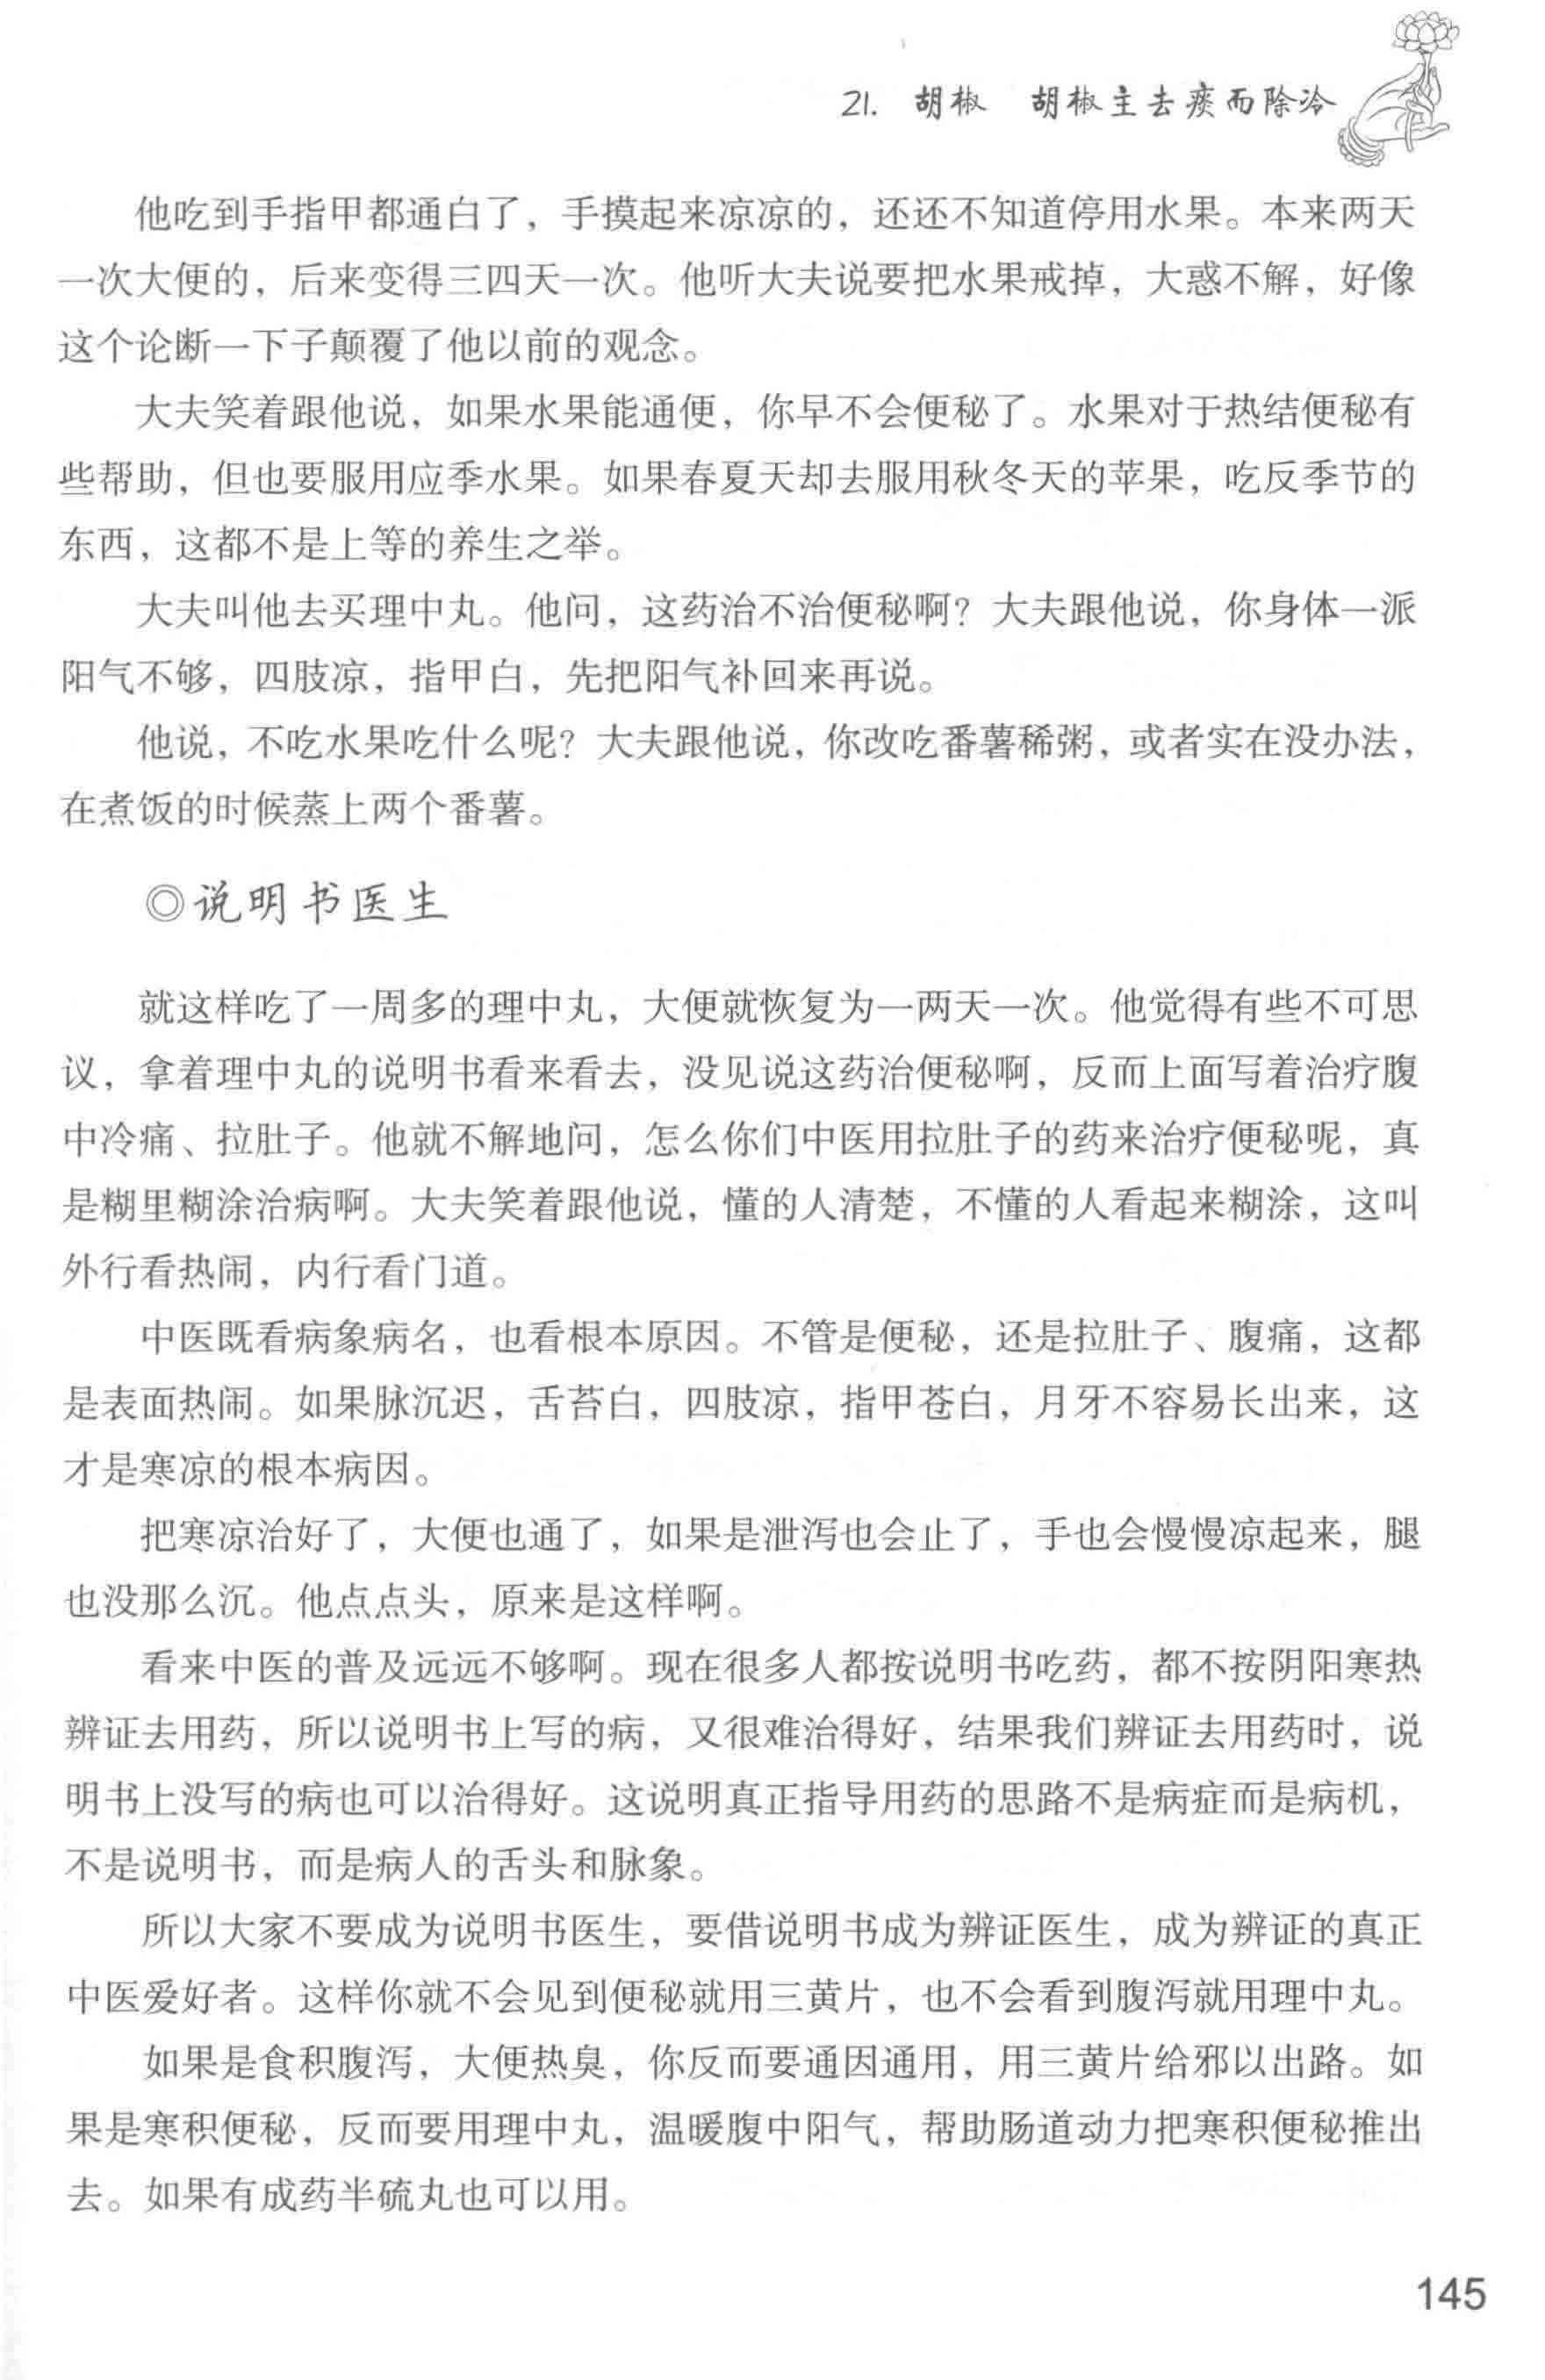 21. 胡椒　胡椒主去痰而除冷
他吃到手指甲都通白了，手摸起来凉凉的，还还不知道停用水果。本来两天
一次大便的，后来变得三四天一次。他听大夫说要把水果戒掉，大惑不解，好像
这个论断一下子颠覆了他以前的观念。
大夫笑着跟他说，如果水果能通便，你早不会便秘了。水果对于热结便秘有
些帮助，但也要服用应季水果。如果春夏天却去服用秋冬天的苹果，吃反季节的
东西，这都不是上等的养生之举。
大夫叫他去买理中丸。他问，这药治不治便秘啊？大夫跟他说，你身体一派
阳气不够，四肢凉，指甲白，先把阳气补回来再说。
他说，不吃水果吃什么呢？大夫跟他说，你改吃番薯稀粥，或者实在没办法，
在煮饭的时候蒸上两个番薯。
◎说明书医生
就这样吃了一周多的理中丸，大便就恢复为一两天一次。他觉得有些不可思
议，拿着理中丸的说明书看来看去，没见说这药治便秘啊，反而上面写着治疗腹
中冷痛、拉肚子。他就不解地问，怎么你们中医用拉肚子的药来治疗便秘呢，真
是糊里糊涂治病啊。大夫笑着跟他说，懂的人清楚，不懂的人看起来糊涂，这叫
外行看热闹，内行看门道。
中医既看病象病名，也看根本原因。不管是便秘，还是拉肚子、腹痛，这都
是表面热闹。如果脉沉迟，舌苔白，四肢凉，指甲苍白，月牙不容易长出来，这
才是寒凉的根本病因。
把寒凉治好了，大便也通了，如果是泄泻也会止了，手也会慢慢凉起来，腿
也没那么沉。他点点头，原来是这样啊。
看来中医的普及远远不够啊。现在很多人都按说明书吃药，都不按阴阳寒热
辨证去用药，所以说明书上写的病，又很难治得好，结果我们辨证去用药时，说
明书上没写的病也可以治得好。这说明真正指导用药的思路不是病症而是病机，
不是说明书，而是病人的舌头和脉象。
所以大家不要成为说明书医生，要借说明书成为辨证医生，成为辨证的真正
中医爱好者。这样你就不会见到便秘就用三黄片，也不会看到腹泻就用理中丸。
如果是食积腹泻，大便热臭，你反而要通因通用，用三黄片给邪以出路。如
果是寒积便秘，反而要用理中丸，温暖腹中阳气，帮助肠道动力把寒积便秘推出
去。如果有成药半硫丸也可以用。
145